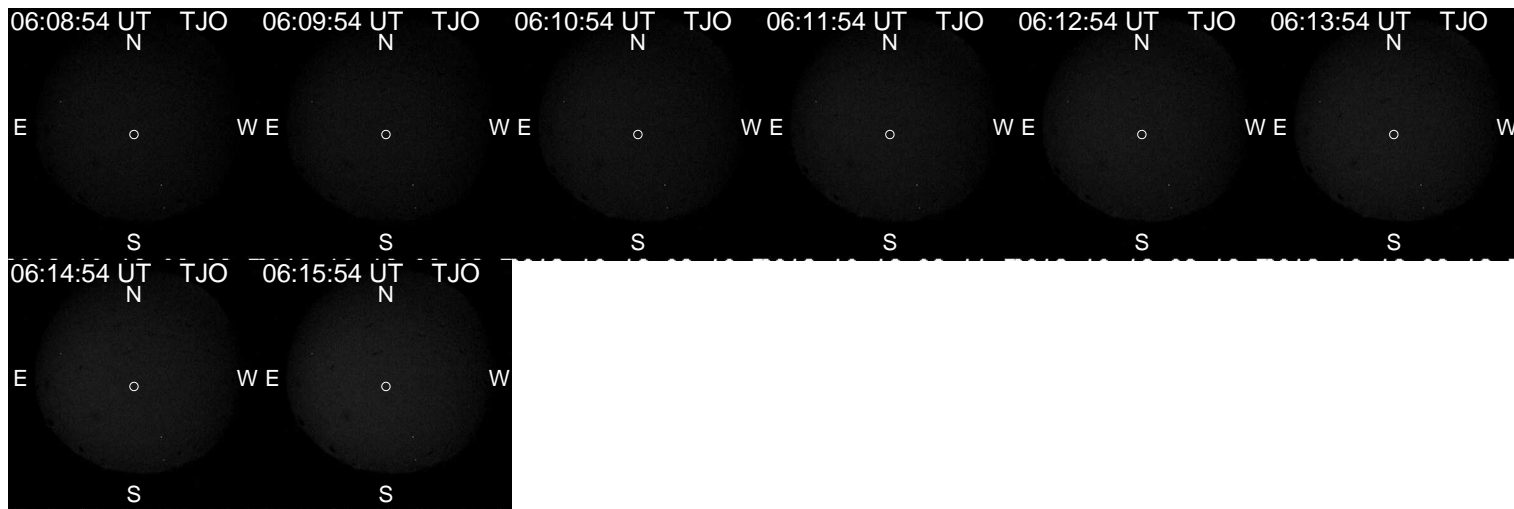 06:08:54 UT TJO
N
E W
S
06:09:54 UT TJO
N
E W
S
06:10:54 UT TJO
N
E W
S
06:11:54 UT TJO
N
E W
S
06:12:54 UT TJO
N
E W
S
06:13:54 UT TJO
N
E W
S
06:14:54 UT TJO
N
E W
S
06:15:54 UT TJO
N
E W
S